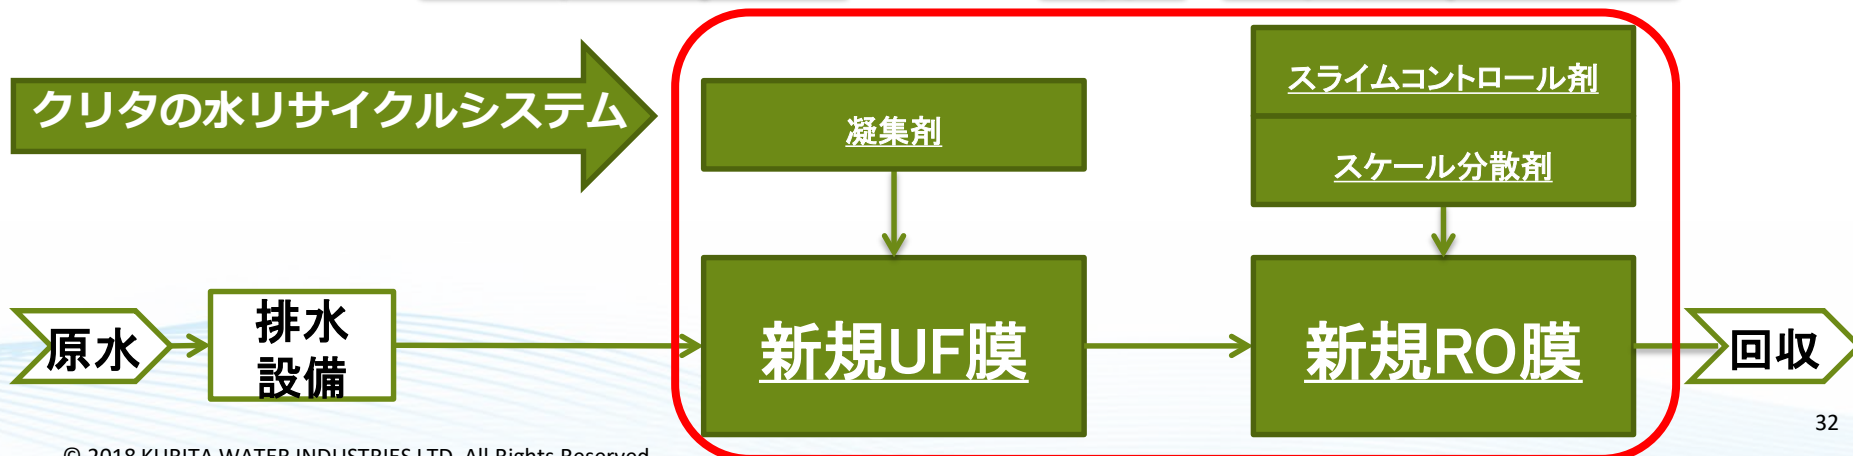 クリタの水リサイクルシステム
凝集剤
スライムコントロール剤
スケール分散剤
原水
排水
設備
新規UF膜
新規RO膜
回収
32
© 2018 KURITA WATER INDUSTRIES LTD. All Rights Reserved